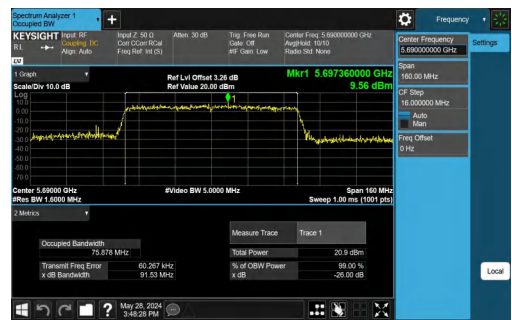 Spectrum Analyzer 1
Occupied BW
Frequency
KEYSIGHT
Input: RF
RL
Coupling: DC
Align: Auto
Input Z: 50 Ω
Corr CCorr RCal
Freq Ref: Int (S)
Atten: 30 dB
Trig: Free Run
Gate: Off
#IF Gain: Low
Center Freq: 5.690000000 GHz
Avg|Hold: 10/10
Radio Std: None
Center Frequency
5.690000000 GHz
Settings
Span
160.00 MHz
CF Step
16.000000 MHz
Auto
Man
Freq Offset
0 Hz
Local
1 Graph
Scale/Div 10.0 dB
Ref Lvl Offset 3.26 dB
Ref Value 20.00 dBm
Mkr1 5.697360000 GHz
9.56 dBm
Log
10.0
0.00
-10.0
-20.0
-30.0
-40.0
-50.0
-60.0
-70.0
1
Center 5.69000 GHz
#Video BW 5.0000 MHz
Span 160 MHz
#Res BW 1.6000 MHz
Sweep 1.00 ms (1001 pts)
2 Metrics
Measure Trace Trace 1
Occupied Bandwidth
75.878 MHz
Total Power 20.9 dBm
Transmit Freq Error 60.267 kHz
% of OBW Power 99.00 %
x dB Bandwidth 91.53 MHz
x dB -26.00 dB
May 28, 2024
3:48:28 PM